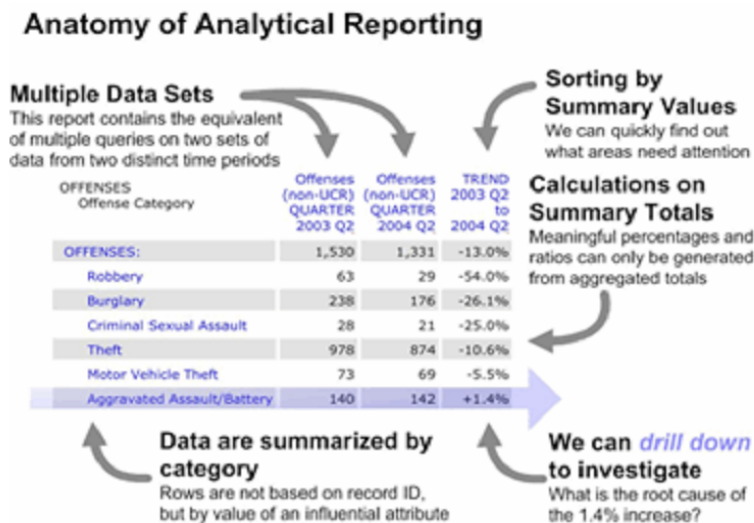 Anatomy of Analytical Reporting
Multiple Data Sets
This report contains the equivalent
of multiple queries on two sets of
data from two distinct time periods
Sorting by
Summary Values
We can quickly find out
what areas need attention
Calculations on
Summary Totals
Meaningful percentages and
ratios can only be generated
from aggregated totals
OFFENSES
Offense Category
Offenses (non-UCR) QUARTER 2003 Q2
Offenses (non-UCR) QUARTER 2004 Q2
TREND 2003 Q2 to 2004 Q2
OFFENSES: 1,530 1,331 -13.0%
Robbery 63 29 -54.0%
Burglary 238 176 -26.1%
Criminal Sexual Assault 28 21 -25.0%
Theft 978 874 -10.6%
Motor Vehicle Theft 73 69 -5.5%
Aggravated Assault/Battery 140 142 +1.4%
Data are summarized by
category
Rows are not based on record ID,
but by value of an influential attribute
We can drill down
to investigate
What is the root cause of
the 1.4% increase?